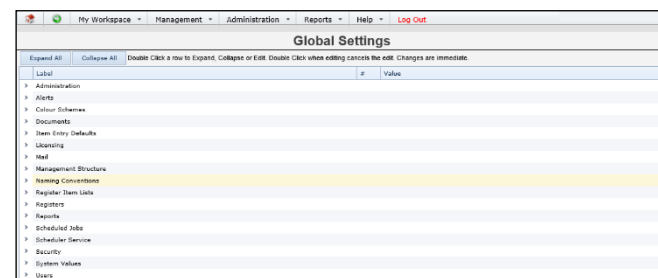 My Workspace Management Administration Reports Help Log Out
Global Settings
Expand All Collapse All Double Click a row to Expand, Collapse or Edit. Double Click when editing cancels the edit. Changes are immediate.
Label # Value
Administration
Alerts
Colour Schemes
Documents
Item Entry Defaults
Licensing
Mail
Management Structure
Naming Conventions
Register Item Lists
Registers
Reports
Scheduled Jobs
Scheduler Service
Security
System Values
Users